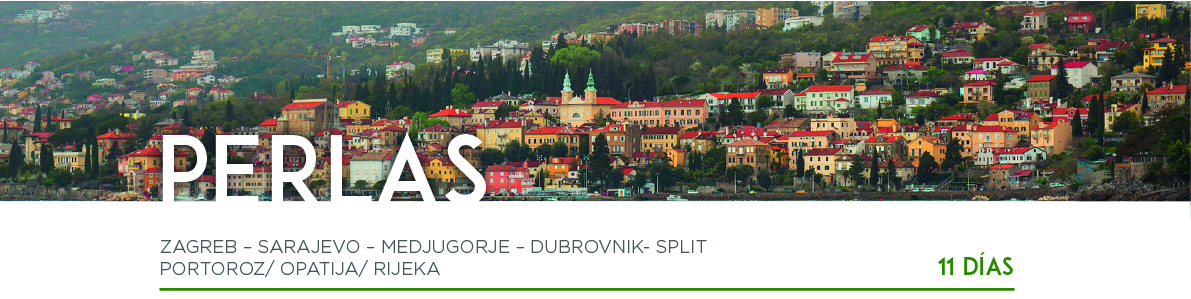 PERLAS
ZAGREB – SARAJEVO – MEDJUGORJE – DUBROVNIK- SPLIT
PORTOROZ/ OPATIJA/ RIJEKA
11 DÍAS